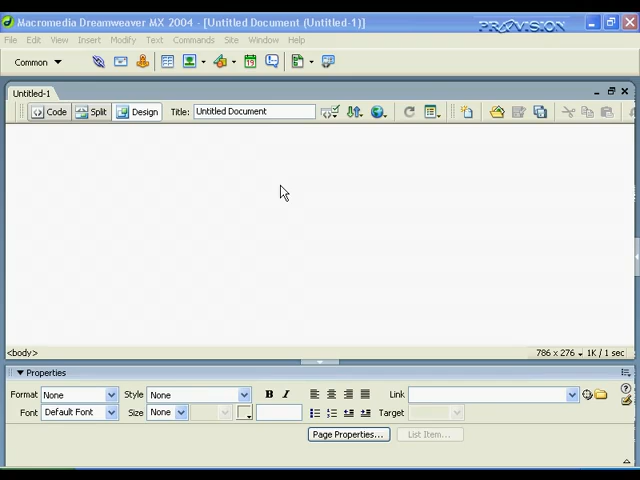 Macromedia Dreamweaver MX 2004 - [Untitled Document (Untitled-1)]
PROVISION
File Edit View Insert Modify Text Commands Site Window Help
Common
Untitled-1
Code Split Design Title: Untitled Document
<body> 786 x 276 1K / 1 sec
Properties
Format None Style None B I Link
Font Default Font Size None Target
Page Properties... List Item...